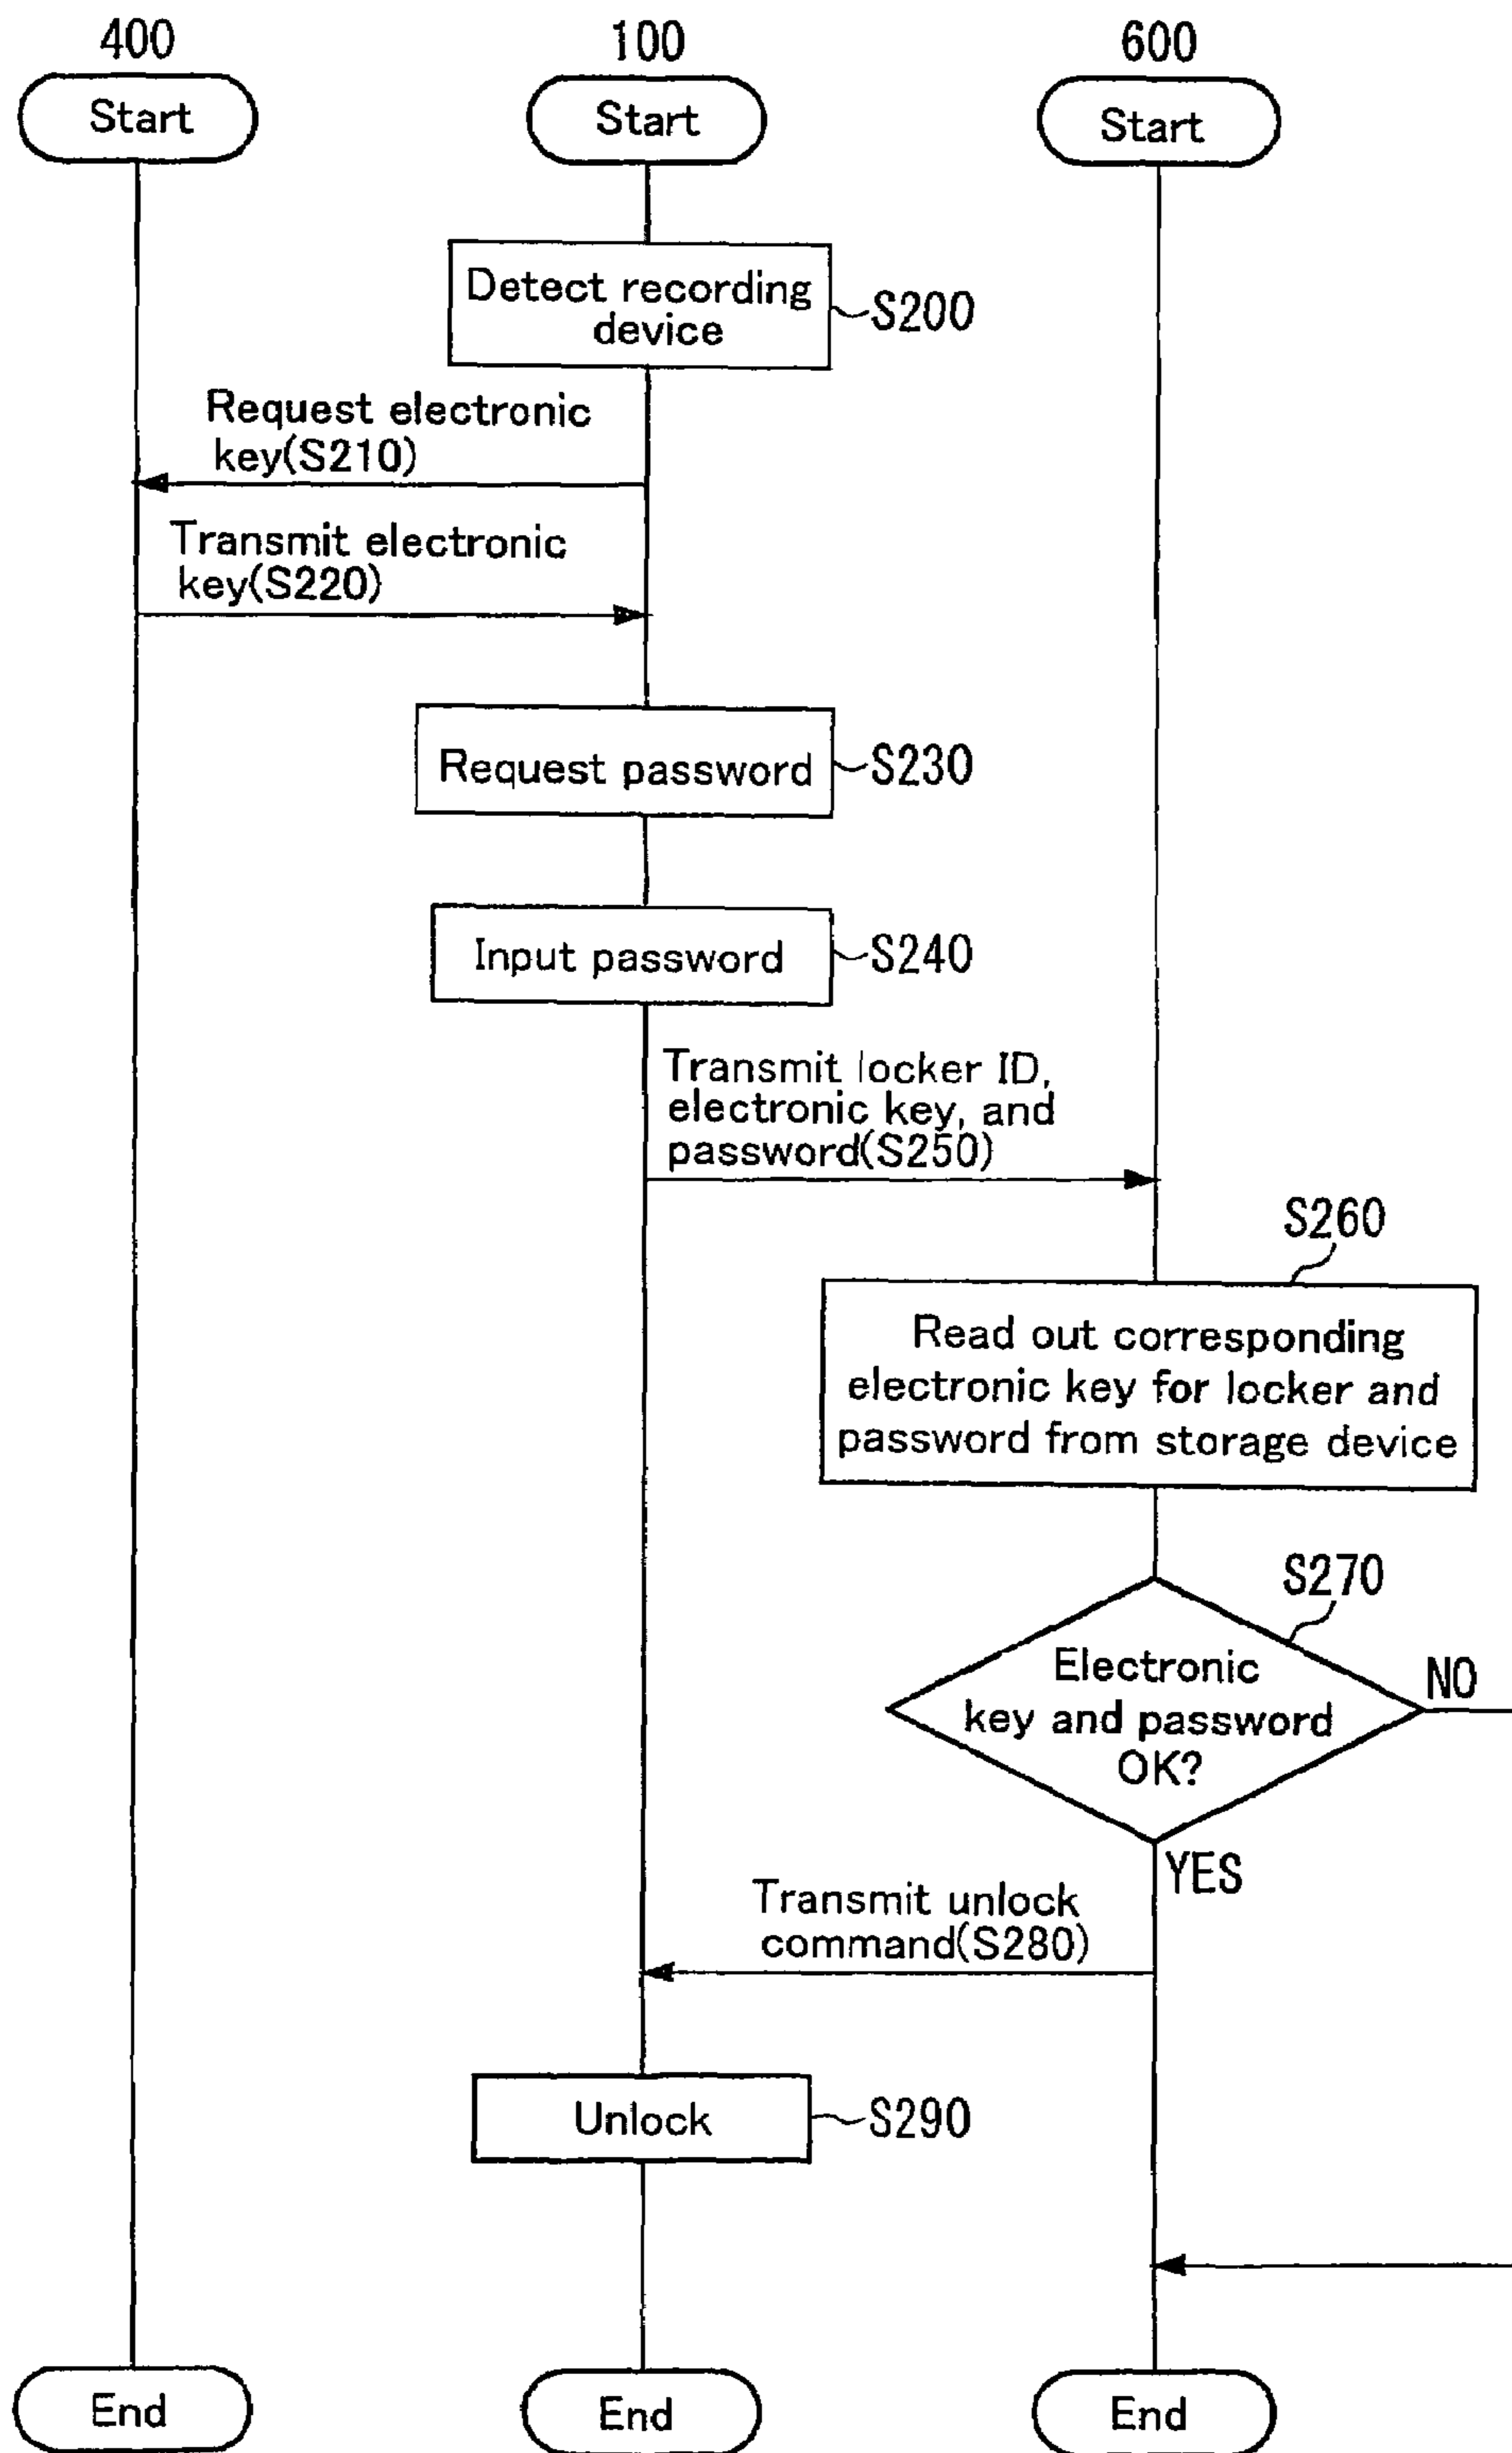 400
100
600
Start
Start
Start
Detect recording
device
S200
Request electronic
key(S210)
Transmit electronic
key(S220)
Request password
S230
Input password
S240
Transmit locker ID,
electronic key, and
password(S250)
S260
Read out corresponding
electronic key for locker and
password from storage device
S270
Electronic
key and password
OK?
NO
YES
Transmit unlock
command(S280)
Unlock
S290
End
End
End